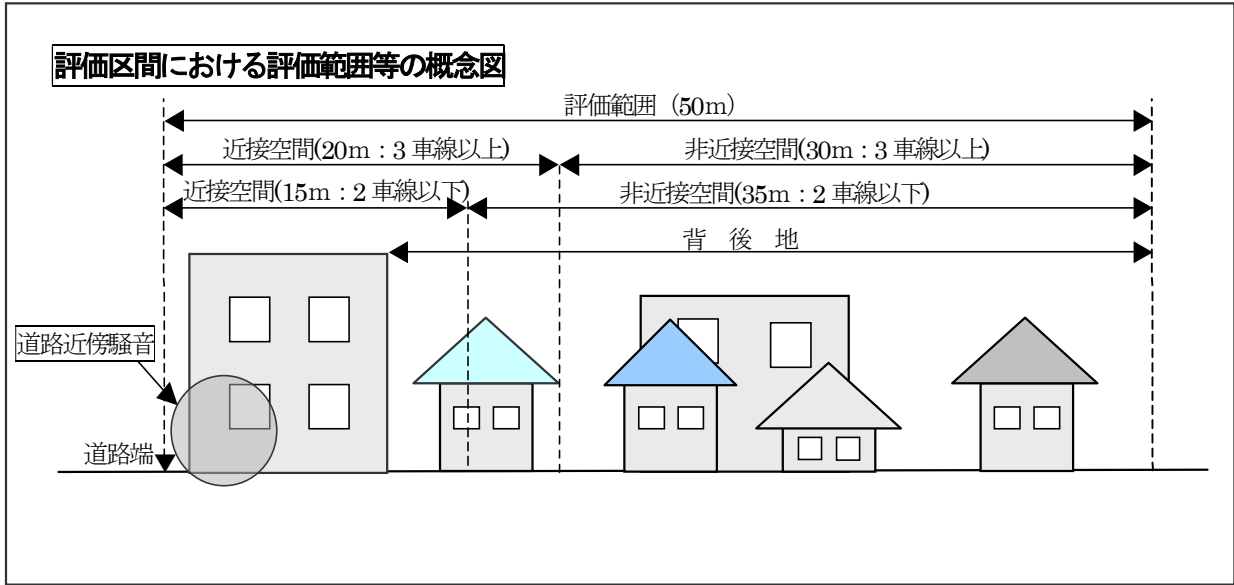 評価区間における評価範囲等の概念図
評価範囲（50m）
近接空間(20m：3 車線以上)
非近接空間(30m：3 車線以上)
近接空間(15m：2 車線以下)
非近接空間(35m：2 車線以下)
背　後　地
道路近傍騒音
道路端